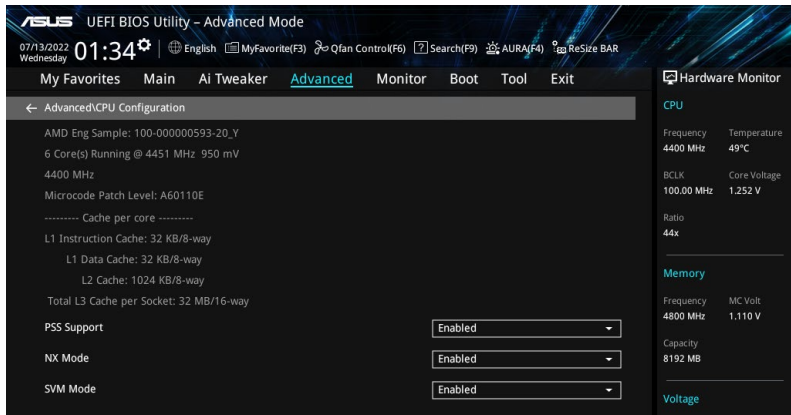 ASUS UEFI BIOS Utility – Advanced Mode
07/13/2022 Wednesday 01:34 English MyFavorite(F3) Qfan Control(F6) ? Search(F9) AURA(F4) ReSize BAR
My Favorites Main Ai Tweaker Advanced Monitor Boot Tool Exit
← Advanced\CPU Configuration
AMD Eng Sample: 100-000000593-20_Y
6 Core(s) Running @ 4451 MHz 950 mV
4400 MHz
Microcode Patch Level: A60110E
--------- Cache per core ---------
L1 Instruction Cache: 32 KB/8-way
L1 Data Cache: 32 KB/8-way
L2 Cache: 1024 KB/8-way
Total L3 Cache per Socket: 32 MB/16-way
PSS Support Enabled
NX Mode Enabled
SVM Mode Enabled
Hardware Monitor
CPU
Frequency Temperature
4400 MHz 49°C
BCLK Core Voltage
100.00 MHz 1.252 V
Ratio
44x
Memory
Frequency MC Volt
4800 MHz 1.110 V
Capacity
8192 MB
Voltage